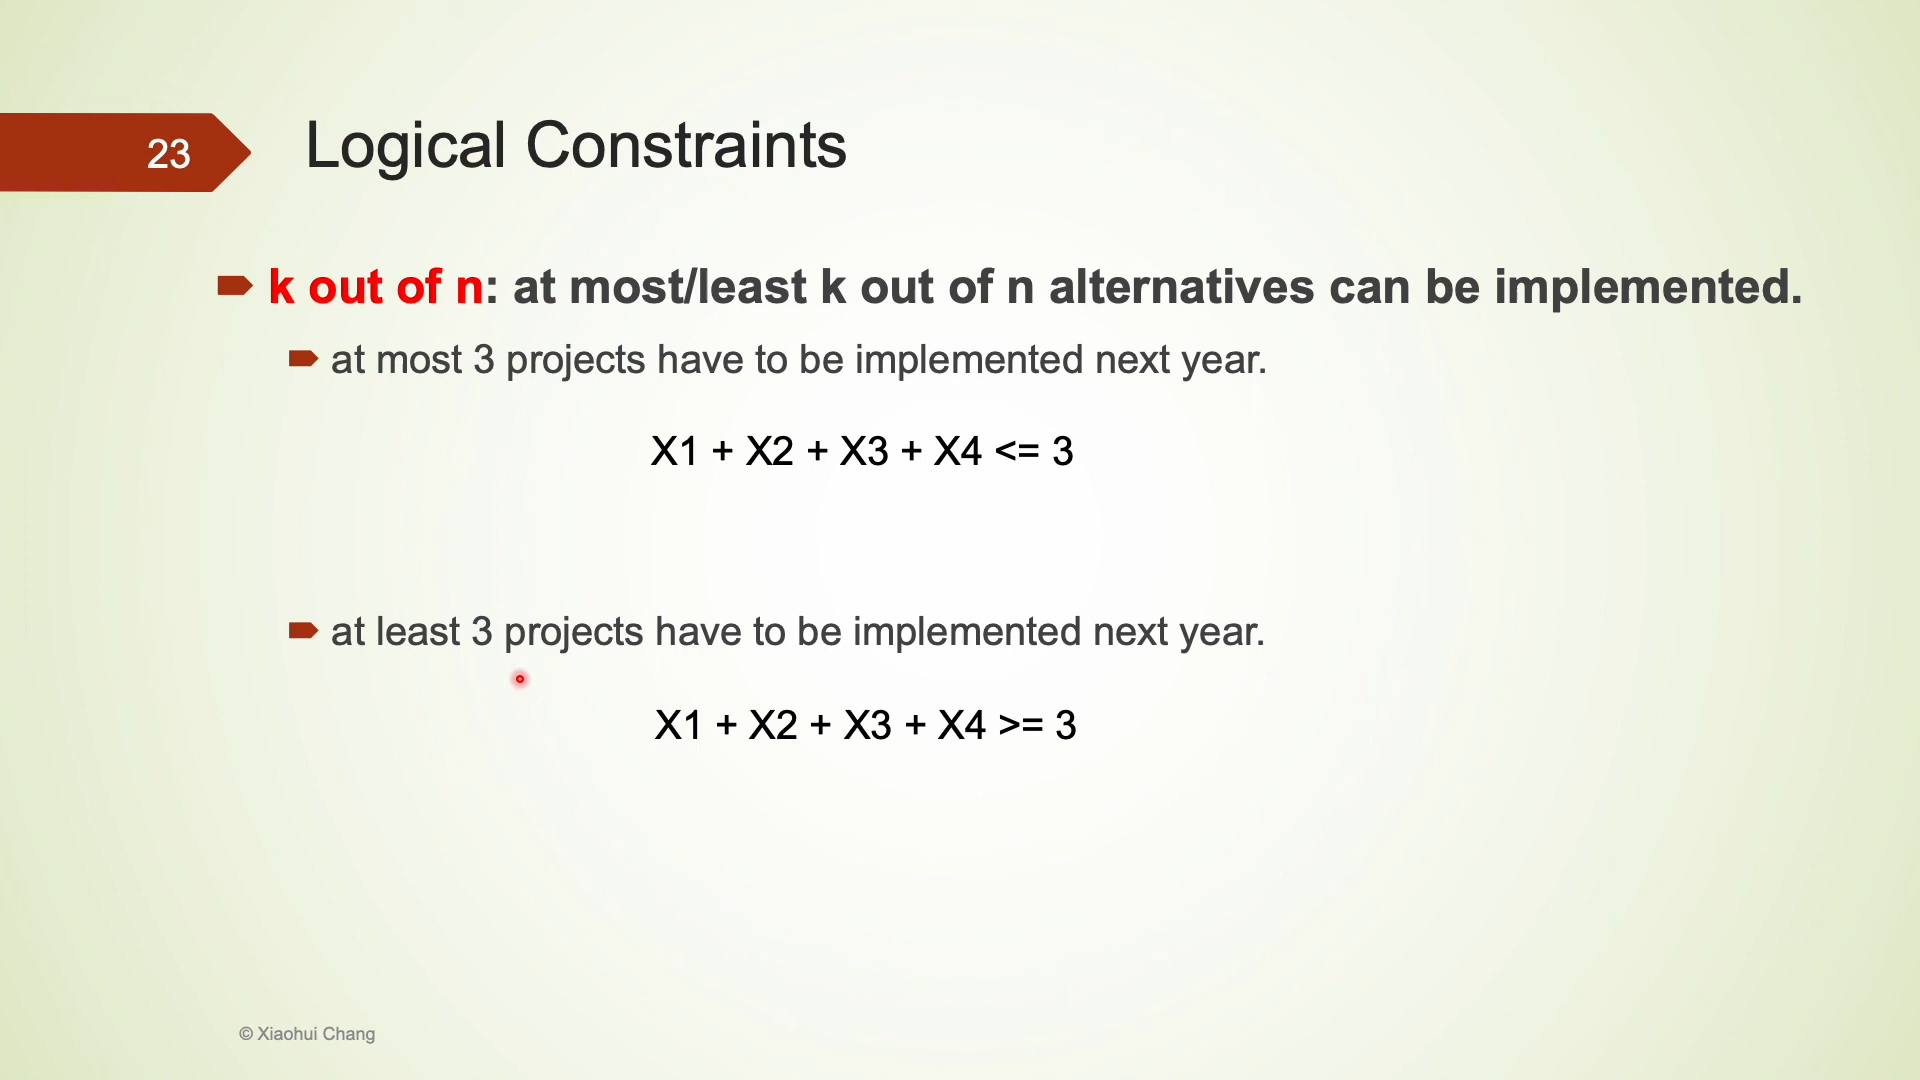 23
Logical Constraints
k out of n: at most/least k out of n alternatives can be implemented.
at most 3 projects have to be implemented next year.
X1 + X2 + X3 + X4 <= 3
at least 3 projects have to be implemented next year.
X1 + X2 + X3 + X4 >= 3
© Xiaohui Chang